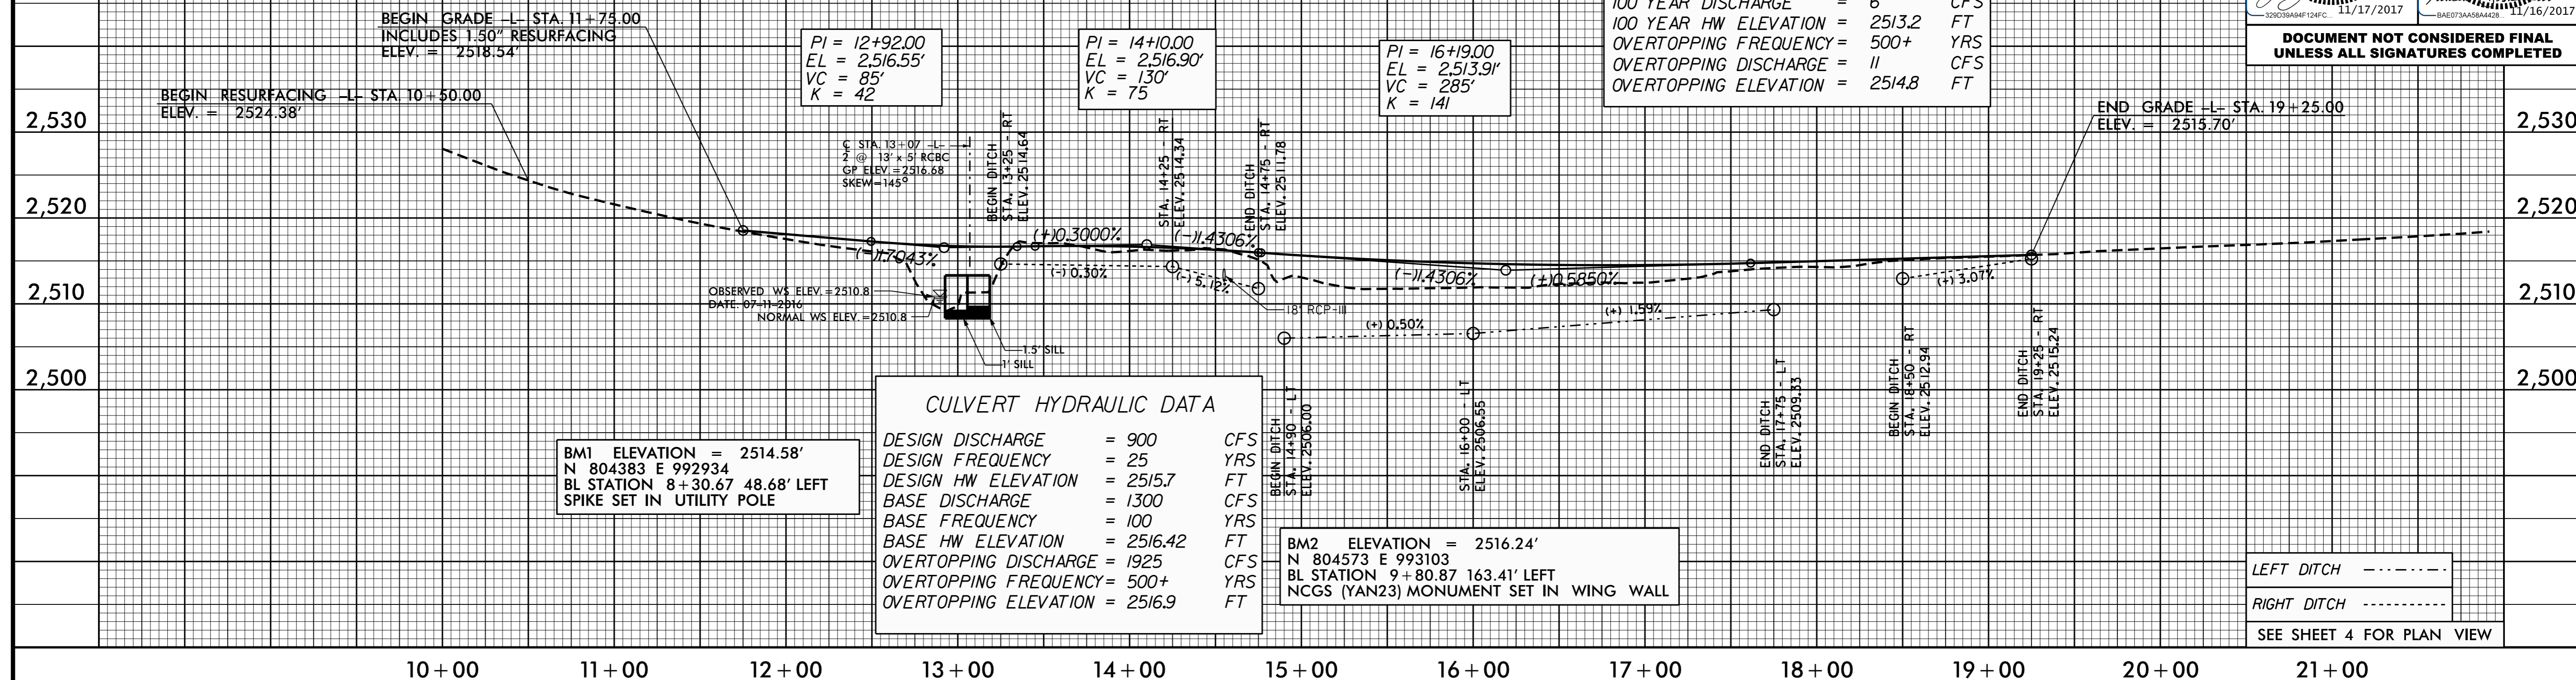 BEGIN GRADE -L- STA. 11+75.00
INCLUDES 1.50" RESURFACING
ELEV. = 2518.54'
BEGIN RESURFACING -L- STA. 10+50.00
ELEV. = 2524.38'
PI = 12+92.00
EL = 2,516.55'
VC = 85'
K = 42
PI = 14+10.00
EL = 2,516.90'
VC = 130'
K = 75
PI = 16+19.00
EL = 2,513.91'
VC = 285'
K = 141
100 YEAR DISCHARGE = 6 CFS
100 YEAR HW ELEVATION = 2513.2 FT
OVERTOPPING FREQUENCY = 500+ YRS
OVERTOPPING DISCHARGE = 11 CFS
OVERTOPPING ELEVATION = 2514.8 FT
329D39A94F124FC... 11/17/2017
BAE073AA58A4428... 11/16/2017
DOCUMENT NOT CONSIDERED FINAL
UNLESS ALL SIGNATURES COMPLETED
END GRADE -L- STA. 19+25.00
ELEV. = 2515.70'
2,530
2,520
2,510
2,500
2,530
2,520
2,510
2,500
℄ STA. 13+07 -L-
2 @ 13' x 5' RCBC
GP ELEV.=2516.68
SKEW=145°
BEGIN DITCH
STA. 13+25 - RT
ELEV. 2514.64
STA. 14+25 - RT
ELEV. 2514.34
END DITCH
STA. 14+75 - RT
ELEV. 2511.78
(-)1.7043%
(+)0.3000%
(-)1.4306%
(-)1.4306%
(+)0.5850%
(-) 0.30%
(-) 5.12%
(+) 3.07%
18" RCP-III
(+) 0.50%
(+) 1.59%
OBSERVED WS ELEV.=2510.8
DATE: 07-11-2016
NORMAL WS ELEV.=2510.8
1.5' SILL
1' SILL
BEGIN DITCH
STA. 14+90 - LT
ELEV. 2506.00
STA. 16+00 - LT
ELEV. 2506.55
END DITCH
STA. 17+75 - LT
ELEV. 2509.33
BEGIN DITCH
STA. 18+50 - RT
ELEV. 2512.94
END DITCH
STA. 19+25 - RT
ELEV. 2515.24
BM1 ELEVATION = 2514.58'
N 804383 E 992934
BL STATION 8+30.67 48.68' LEFT
SPIKE SET IN UTILITY POLE
CULVERT HYDRAULIC DATA
DESIGN DISCHARGE = 900 CFS
DESIGN FREQUENCY = 25 YRS
DESIGN HW ELEVATION = 2515.7 FT
BASE DISCHARGE = 1300 CFS
BASE FREQUENCY = 100 YRS
BASE HW ELEVATION = 2516.42 FT
OVERTOPPING DISCHARGE = 1925 CFS
OVERTOPPING FREQUENCY = 500+ YRS
OVERTOPPING ELEVATION = 2516.9 FT
BM2 ELEVATION = 2516.24'
N 804573 E 993103
BL STATION 9+80.87 163.41' LEFT
NCGS (YAN23) MONUMENT SET IN WING WALL
LEFT DITCH
RIGHT DITCH
SEE SHEET 4 FOR PLAN VIEW
10+00 11+00 12+00 13+00 14+00 15+00 16+00 17+00 18+00 19+00 20+00 21+00